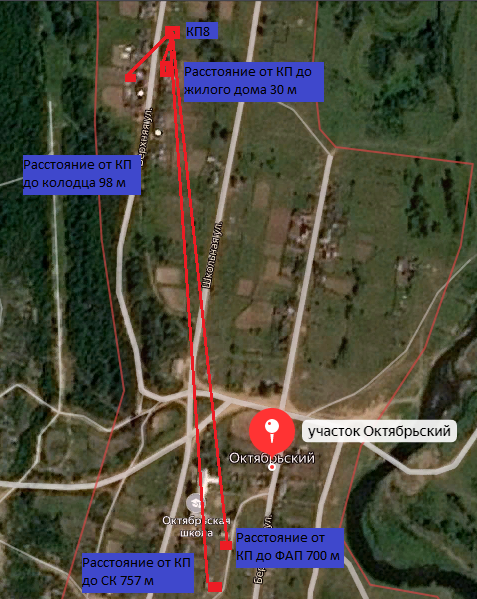 КП8
Расстояние от КП до
жилого дома 30 м
Верхняя ул.
Расстояние от КП
до колодца 98 м
Школьная ул.
участок Октябрьский
Октябрьский
Октябрьская
школа
Расстояние от
КП до ФАП 700 м
Расстояние от КП
до СК 757 м